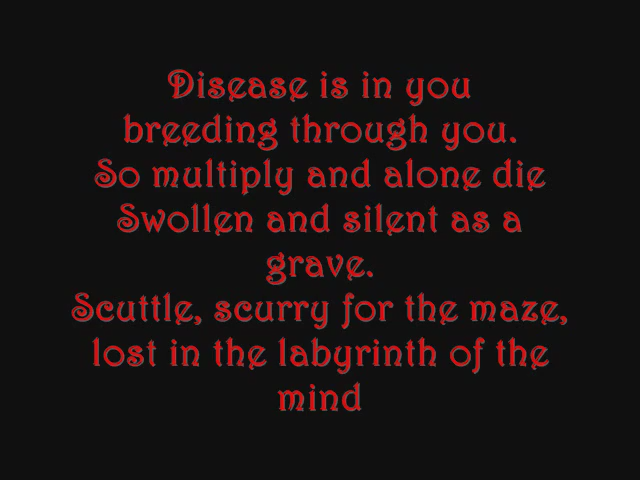 Disease is in you
breeding through you.
So multiply and alone die
Swollen and silent as a
grave.
Scuttle, scurry for the maze,
lost in the labyrinth of the
mind